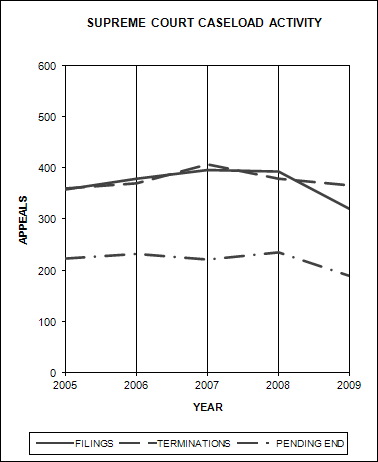 SUPREME COURT CASELOAD ACTIVITY
600
500
400
300
200
100
0
APPEALS
2005 2006 2007 2008 2009
YEAR
FILINGS TERMINATIONS PENDING END